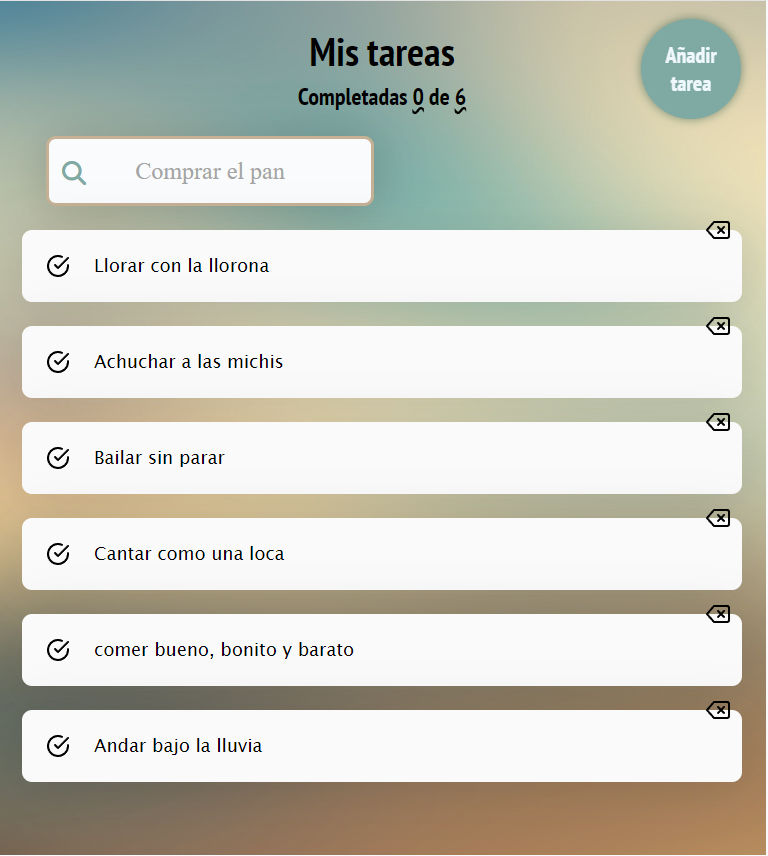 Mis tareas
Completadas 0 de 6
Añadir
tarea
Comprar el pan
Llorar con la llorona
Achuchar a las michis
Bailar sin parar
Cantar como una loca
comer bueno, bonito y barato
Andar bajo la lluvia